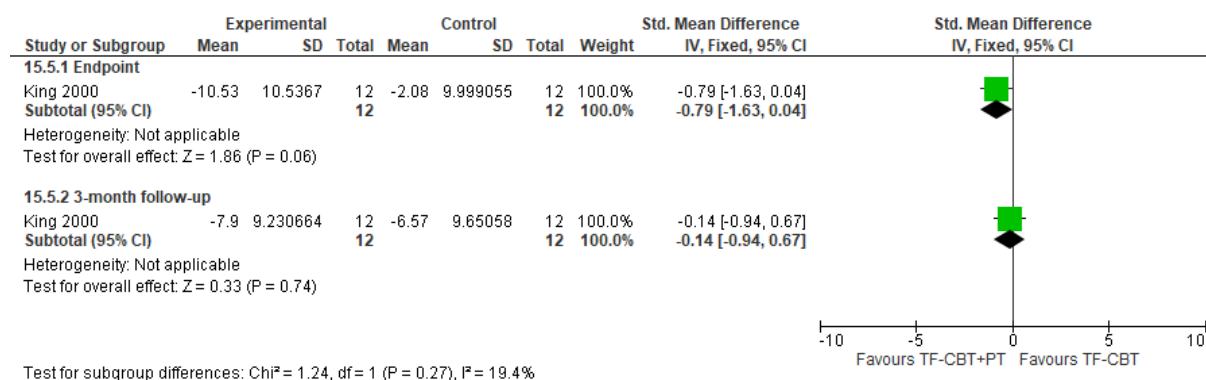 Experimental Control Std. Mean Difference Std. Mean Difference
Study or Subgroup Mean SD Total Mean SD Total Weight IV, Fixed, 95% CI IV, Fixed, 95% CI
15.5.1 Endpoint
King 2000 -10.53 10.5367 12 -2.08 9.999055 12 100.0% -0.79 [-1.63, 0.04]
Subtotal (95% CI) 12 12 100.0% -0.79 [-1.63, 0.04]
Heterogeneity: Not applicable
Test for overall effect: Z = 1.86 (P = 0.06)
15.5.2 3-month follow-up
King 2000 -7.9 9.230664 12 -6.57 9.65058 12 100.0% -0.14 [-0.94, 0.67]
Subtotal (95% CI) 12 12 100.0% -0.14 [-0.94, 0.67]
Heterogeneity: Not applicable
Test for overall effect: Z = 0.33 (P = 0.74)
-10 -5 0 5 10
Favours TF-CBT+PT Favours TF-CBT
Test for subgroup differences: Chi² = 1.24, df = 1 (P = 0.27), I² = 19.4%